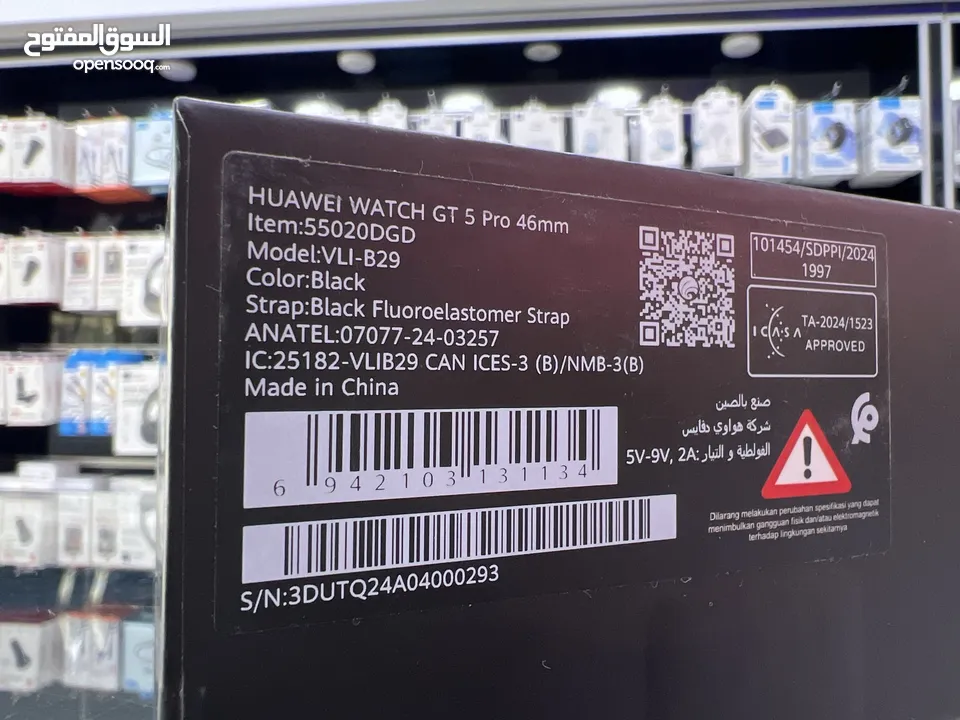 السوق المفتوح
opensooq.com
HUAWEI WATCH GT 5 Pro 46mm
Item:55020DGD
Model:VLI-B29
Color:Black
Strap:Black Fluoroelastomer Strap
ANATEL:07077-24-03257
IC:25182-VLIB29 CAN ICES-3 (B)/NMB-3(B)
Made in China
6 942103 131134
S/N:3DUTQ24A04000293
101454/SDPPI/2024
1997
ICASA
TA-2024/1523
APPROVED
صنع بالصين
شركة هواوي دفايس
الفولطية و التيار: 5V-9V, 2A
Dilarang melakukan perubahan spesifikasi yang dapat
menimbulkan gangguan fisik dan/atau elektromagnetik
terhadap lingkungan sekitarnya